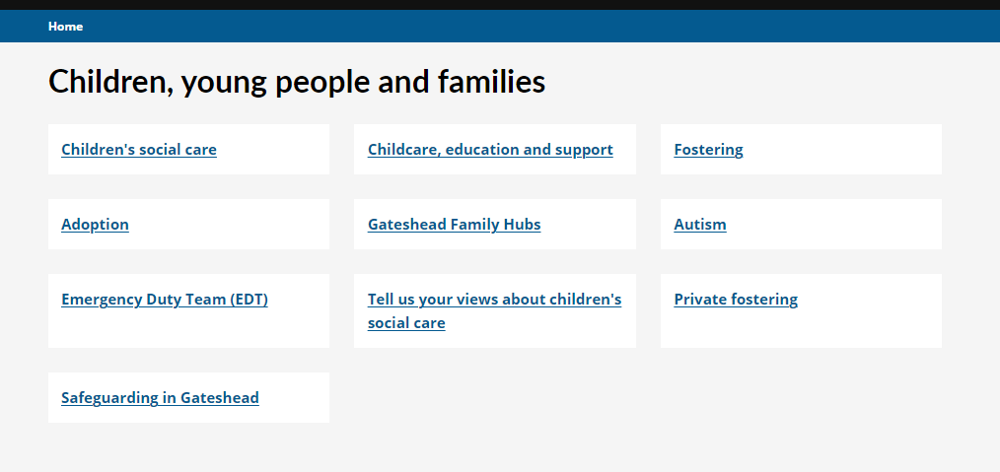 Home
Children, young people and families
Children's social care
Childcare, education and support
Fostering
Adoption
Gateshead Family Hubs
Autism
Emergency Duty Team (EDT)
Tell us your views about children's
social care
Private fostering
Safeguarding in Gateshead